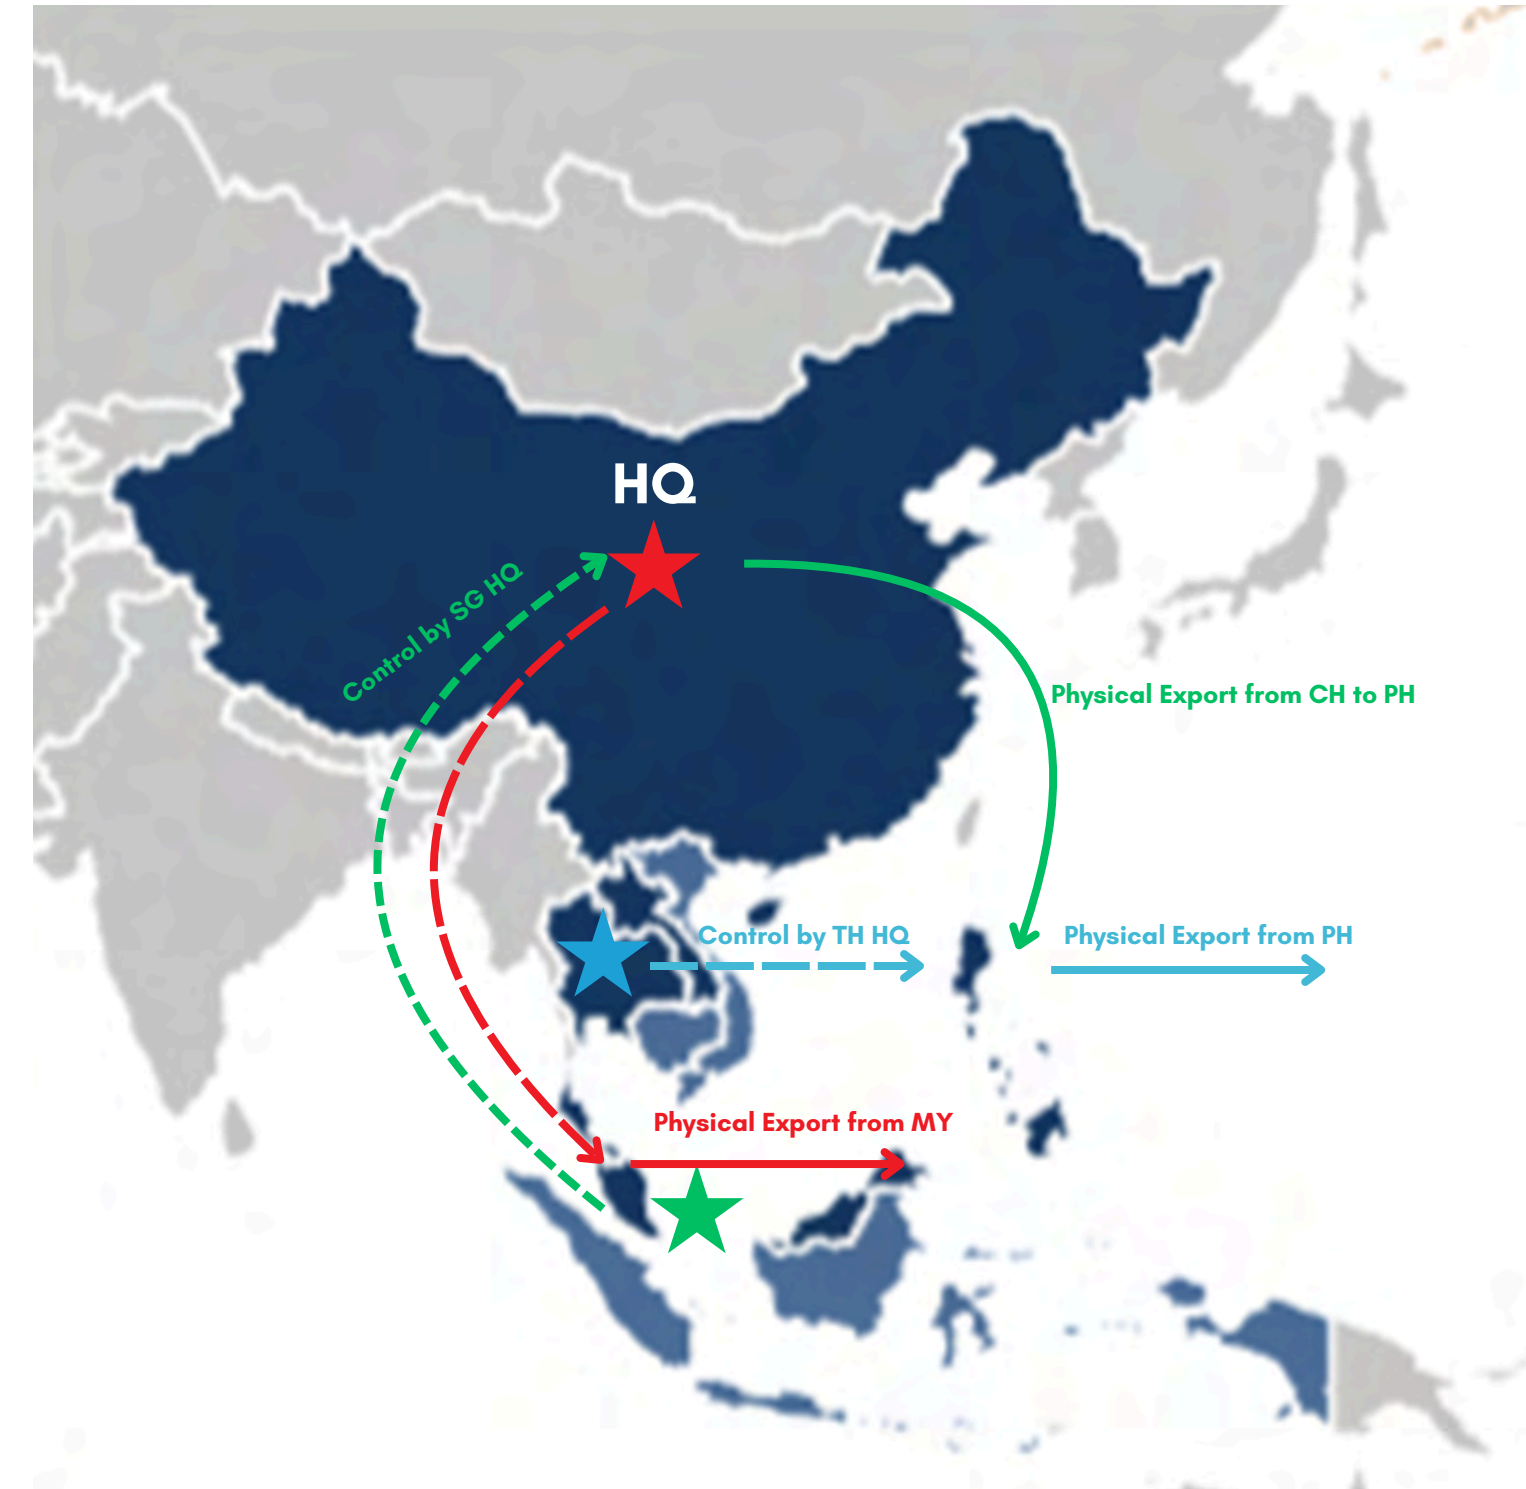 HQ
Control by SG HQ
Physical Export from CH to PH
Control by TH HQ
Physical Export from PH
Physical Export from MY